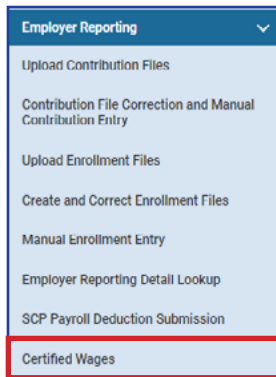 Employer Reporting
Upload Contribution Files
Contribution File Correction and Manual
Contribution Entry
Upload Enrollment Files
Create and Correct Enrollment Files
Manual Enrollment Entry
Employer Reporting Detail Lookup
SCP Payroll Deduction Submission
Certified Wages